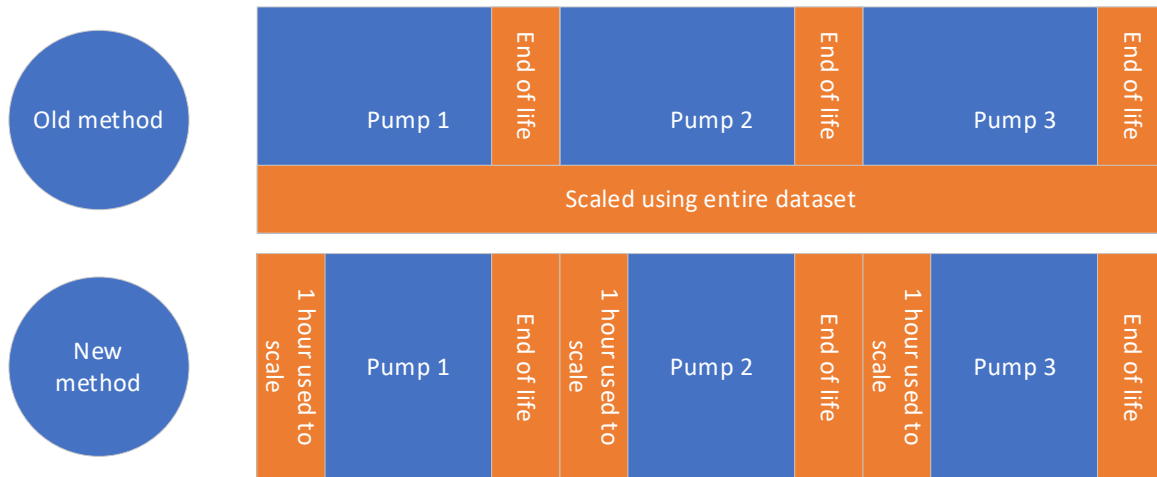 Old method
Pump 1
End of life
Pump 2
End of life
Pump 3
End of life
Scaled using entire dataset
New
method
1 hour used to
scale
Pump 1
End of life
1 hour used to
scale
Pump 2
End of life
1 hour used to
scale
Pump 3
End of life